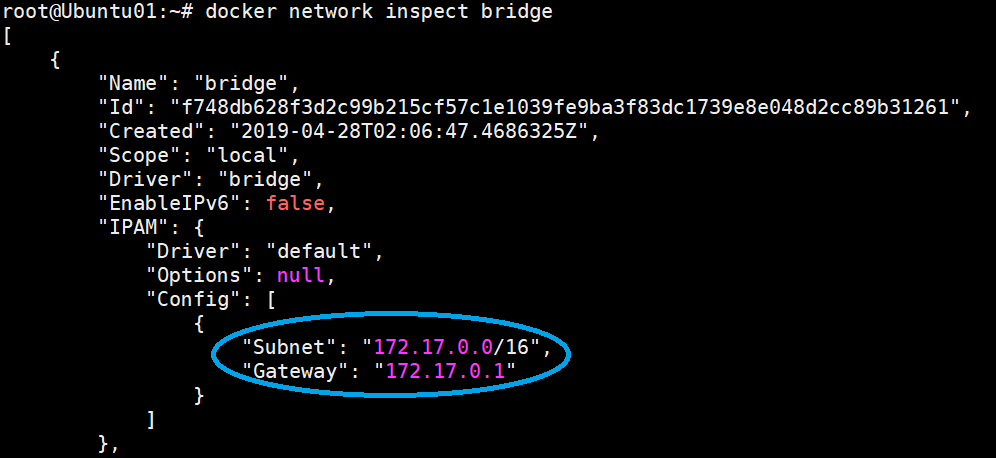 root@Ubuntu01:~# docker network inspect bridge
[
    {
        "Name": "bridge",
        "Id": "f748db628f3d2c99b215cf57c1e1039fe9ba3f83dc1739e8e048d2cc89b31261",
        "Created": "2019-04-28T02:06:47.4686325Z",
        "Scope": "local",
        "Driver": "bridge",
        "EnableIPv6": false,
        "IPAM": {
            "Driver": "default",
            "Options": null,
            "Config": [
                {
                    "Subnet": "172.17.0.0/16",
                    "Gateway": "172.17.0.1"
                }
            ]
        },